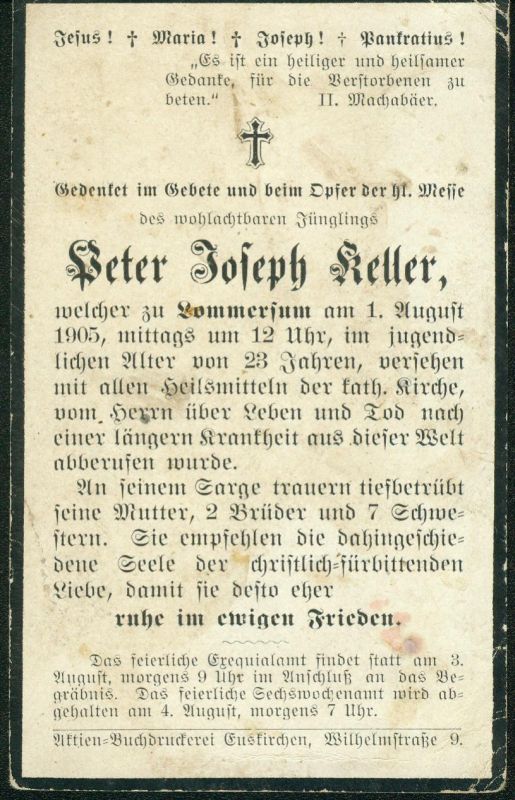 Jesus! † Maria! † Joseph! † Pankratius!
„Es ist ein heiliger und heilsamer
Gedanke, für die Verstorbenen zu
beten.“ II. Machabäer.
Gedenket im Gebete und beim Opfer der hl. Messe
des wohlachtbaren Jünglings
Peter Joseph Keller,
welcher zu Lommersum am 1. August
1905, mittags um 12 Uhr, im jugend-
lichen Alter von 23 Jahren, versehen
mit allen Heilsmitteln der kath. Kirche,
vom Herrn über Leben und Tod nach
einer längern Krankheit aus dieser Welt
abberufen wurde.
An seinem Sarge trauern tiefbetrübt
seine Mutter, 2 Brüder und 7 Schwe-
stern. Sie empfehlen die dahingeschie-
dene Seele der christlich-fürbittenden
Liebe, damit sie desto eher
ruhe im ewigen Frieden.
Das feierliche Exequialamt findet statt am 3.
August, morgens 9 Uhr im Anschluß an das Be-
gräbnis. Das feierliche Sechswochenamt wird ab-
gehalten am 4. August, morgens 7 Uhr.
Aktien-Buchdruckerei Euskirchen, Wilhelmstraße 9.